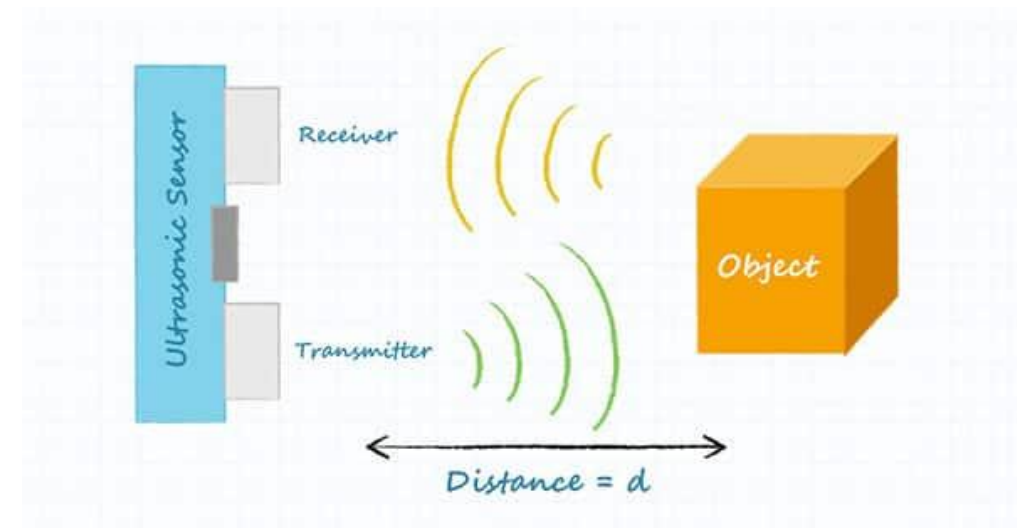 Ultrasonic Sensor
Receiver
Object
Transmitter
Distance = d